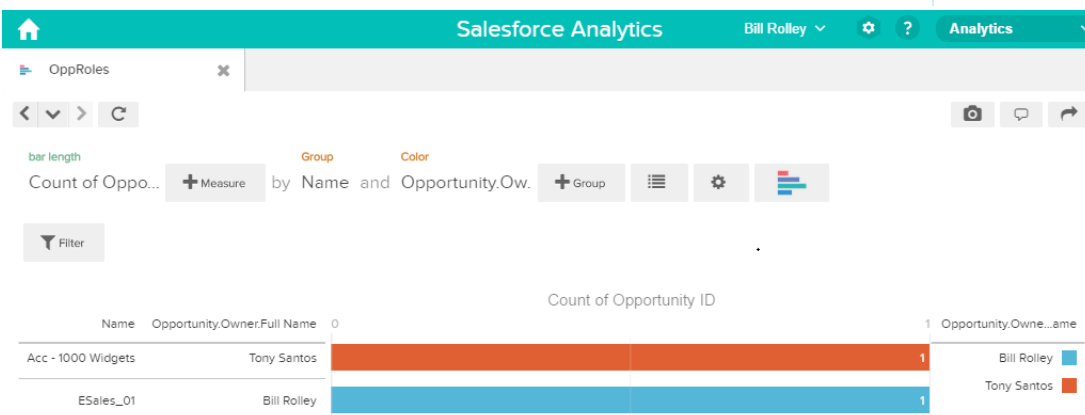 Salesforce Analytics Bill Rolley ? Analytics
OppRoles
bar length Group Color
Count of Oppo... + Measure by Name and Opportunity.Ow. + Group
Filter
Count of Opportunity ID
Name Opportunity.Owner.Full Name 0 1 Opportunity.Owne...ame
Acc - 1000 Widgets Tony Santos 1 Bill Rolley
Tony Santos
ESales_01 Bill Rolley 1